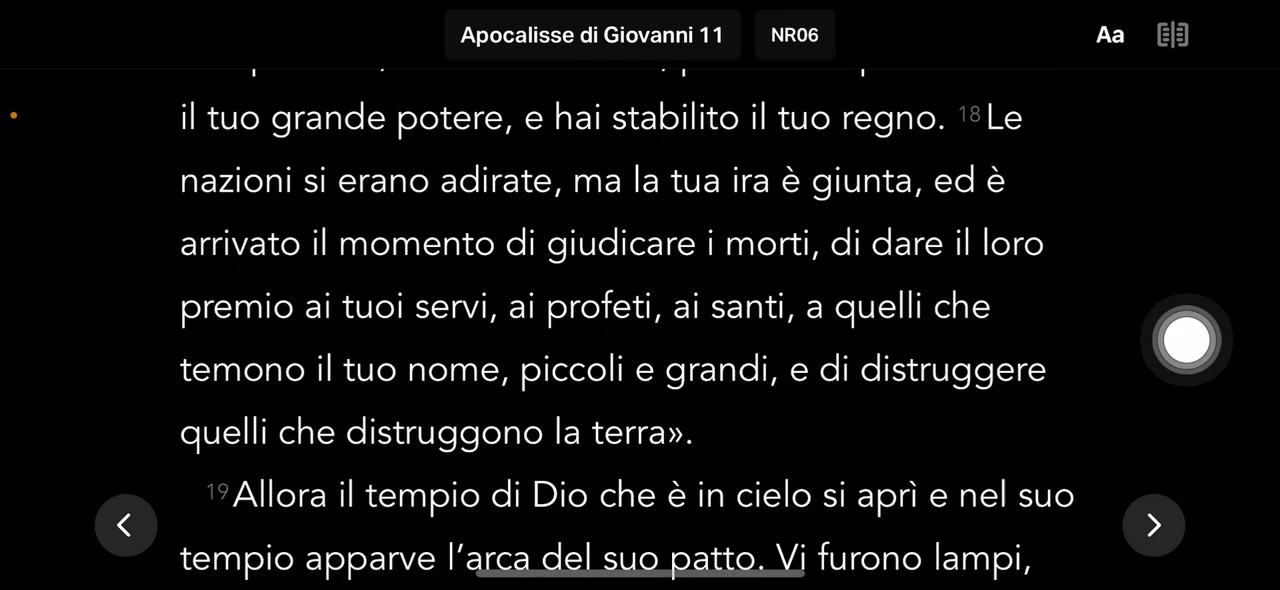 Apocalisse di Giovanni 11 NR06 Aa
il tuo grande potere, e hai stabilito il tuo regno. 18 Le
nazioni si erano adirate, ma la tua ira è giunta, ed è
arrivato il momento di giudicare i morti, di dare il loro
premio ai tuoi servi, ai profeti, ai santi, a quelli che
temono il tuo nome, piccoli e grandi, e di distruggere
quelli che distruggono la terra».
19 Allora il tempio di Dio che è in cielo si aprì e nel suo
tempio apparve l’arca del suo patto. Vi furono lampi,